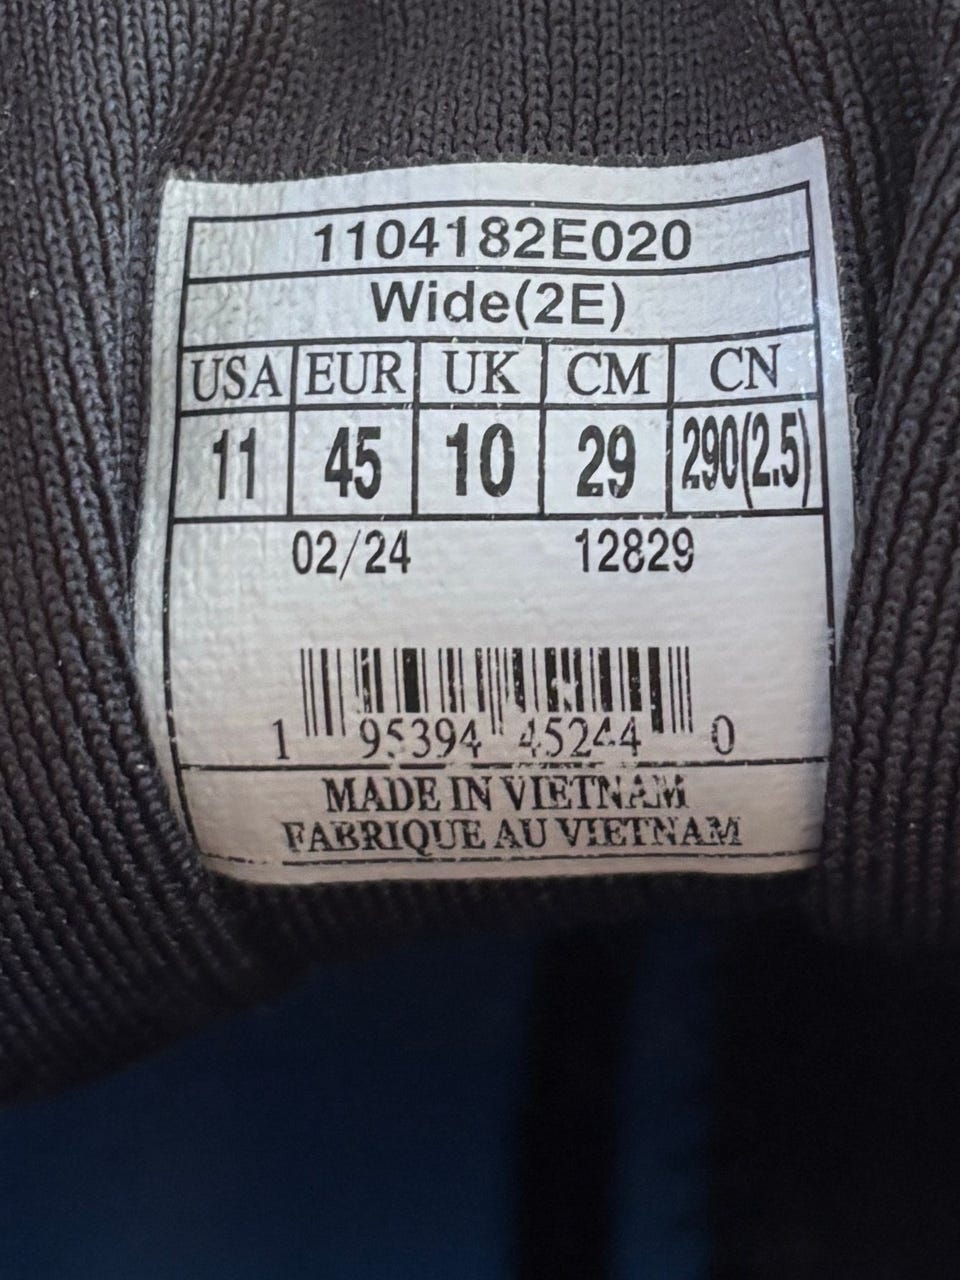 1104182E020
Wide(2E)
USA EUR UK CM CN
11 45 10 29 290(2.5)
02/24 12829
1 95394 45244 0
MADE IN VIETNAM
FABRIQUE AU VIETNAM